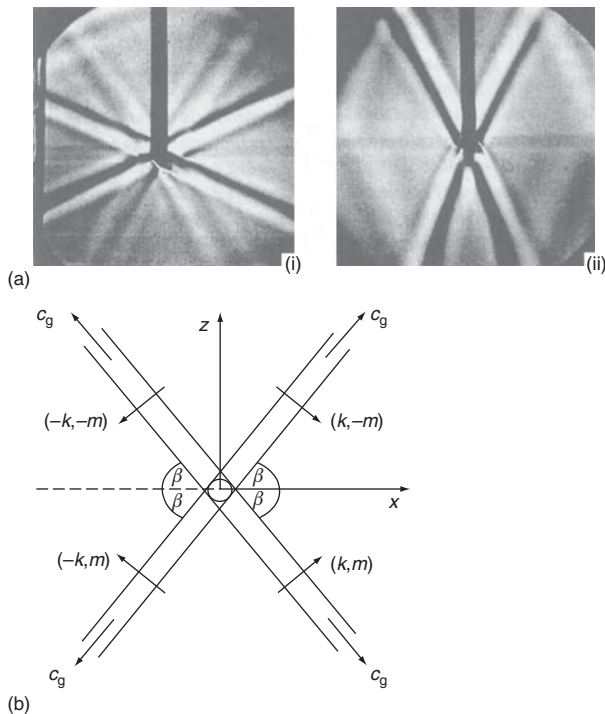 (i)
(ii)
(a)
c_g
z
c_g
(−k,−m)
(k,−m)
β
β
β
β
x
(−k,m)
(k,m)
c_g
c_g
(b)